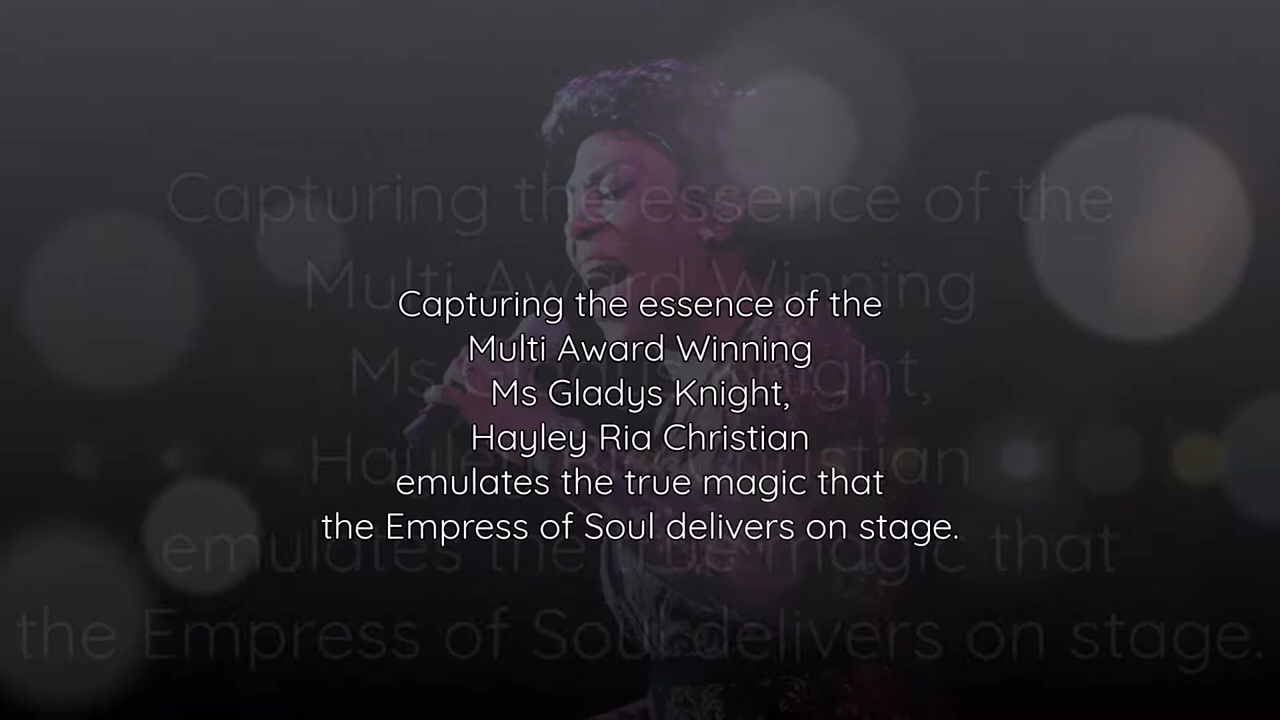 Capturing the essence of the
Multi Award Winning
Ms Gladys Knight,
Hayley Ria Christian
emulates the true magic that
the Empress of Soul delivers on stage.